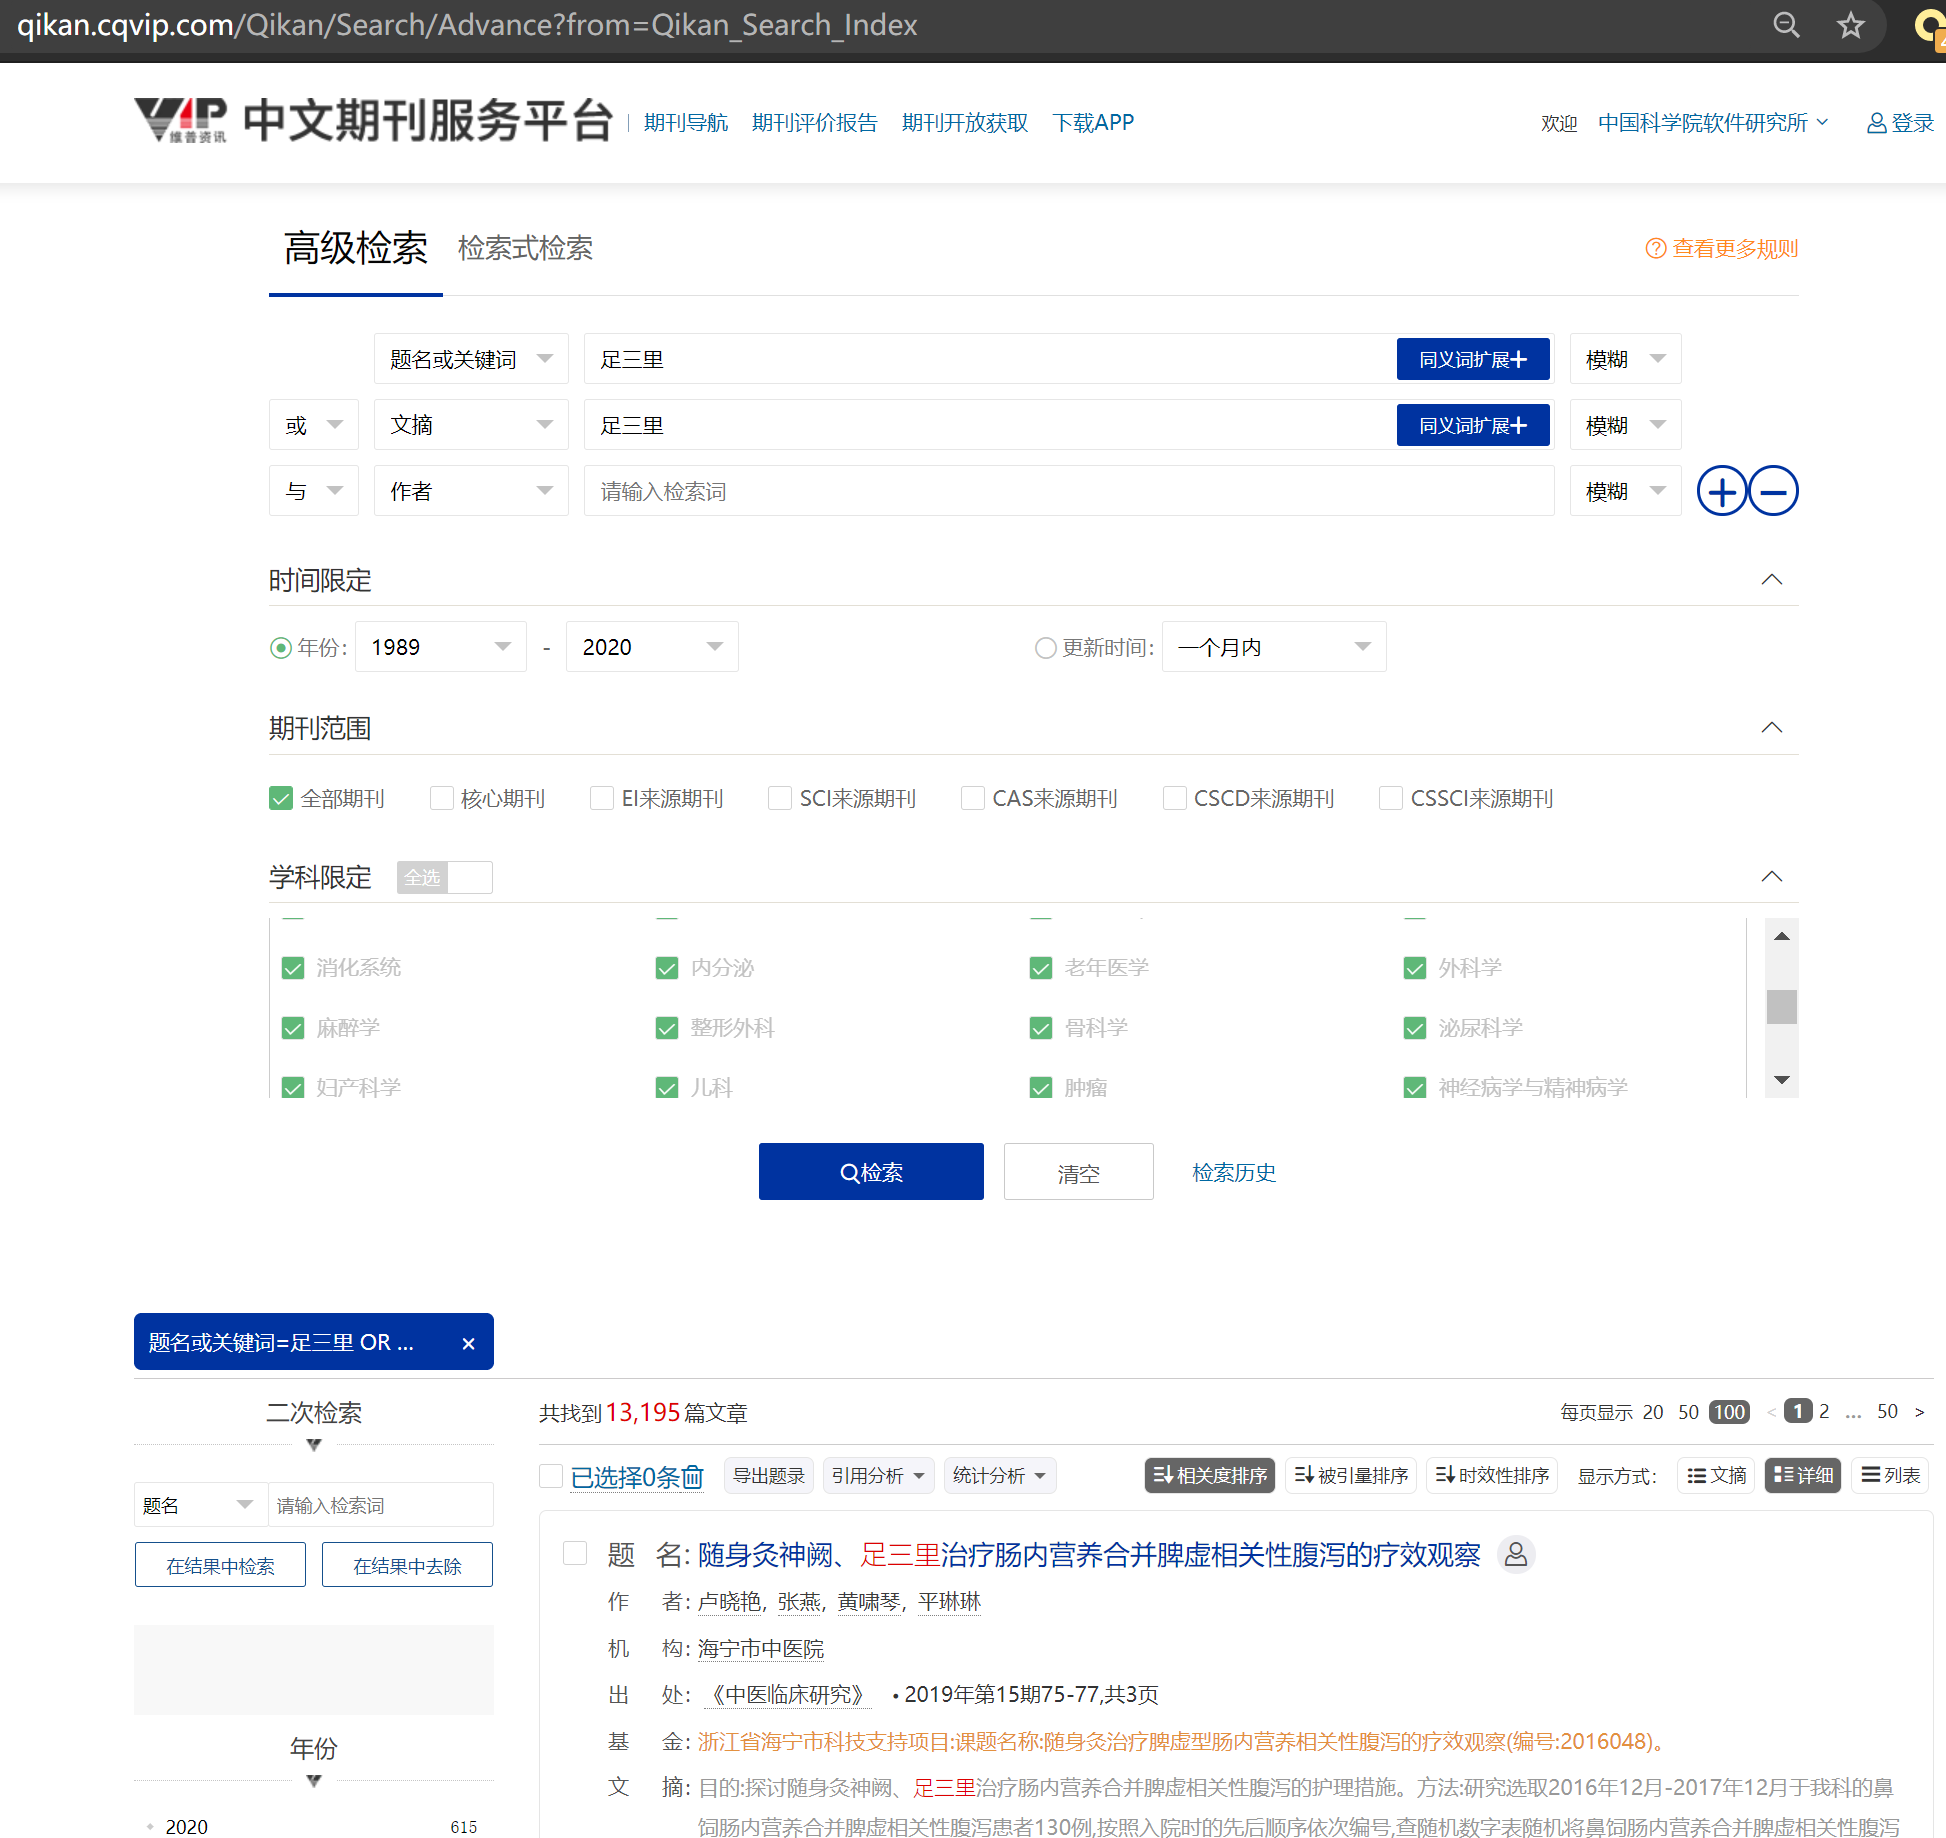 qikan.cqvip.com/Qikan/Search/Advance?from=Qikan_Search_Index
VIP 维普资讯 中文期刊服务平台 期刊导航 期刊评价报告 期刊开放获取 下载APP 欢迎 中国科学院软件研究所 登录
高级检索 检索式检索 查看更多规则
题名或关键词 足三里 同义词扩展+ 模糊
或 文摘 足三里 同义词扩展+ 模糊
与 作者 请输入检索词 模糊
时间限定
年份: 1989 - 2020 更新时间: 一个月内
期刊范围
全部期刊 核心期刊 EI来源期刊 SCI来源期刊 CAS来源期刊 CSCD来源期刊 CSSCI来源期刊
学科限定 全选
消化系统 内分泌 老年医学 外科学
麻醉学 整形外科 骨科学 泌尿科学
妇产科学 儿科 肿瘤 神经病学与精神病学
检索 清空 检索历史
题名或关键词=足三里 OR ... ×
二次检索
题名 请输入检索词
在结果中检索 在结果中去除
年份
2020 615
共找到13,195篇文章 每页显示 20 50 100 < 1 2 ... 50 >
已选择0条 导出题录 引用分析 统计分析 相关度排序 被引量排序 时效性排序 显示方式: 文摘 详细 列表
题 名: 随身灸神阙、足三里治疗肠内营养合并脾虚相关性腹泻的疗效观察
作 者: 卢晓艳, 张燕, 黄啸琴, 平琳琳
机 构: 海宁市中医院
出 处: 《中医临床研究》 • 2019年第15期75-77,共3页
基 金: 浙江省海宁市科技支持项目:课题名称:随身灸治疗脾虚型肠内营养相关性腹泻的疗效观察(编号:2016048)。
文 摘: 目的:探讨随身灸神阙、足三里治疗肠内营养合并脾虚相关性腹泻的护理措施。方法:研究选取2016年12月-2017年12月于我科的鼻
饲肠内营养合并脾虚相关性腹泻患者130例,按照入院时的先后顺序依次编号,查随机数字表随机将鼻饲肠内营养合并脾虚相关性腹泻